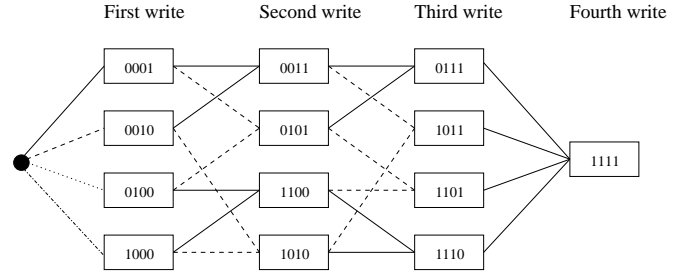 First write Second write Third write Fourth write
0001 0011 0111
0010 0101 1011
1111
0100 1100 1101
1000 1010 1110